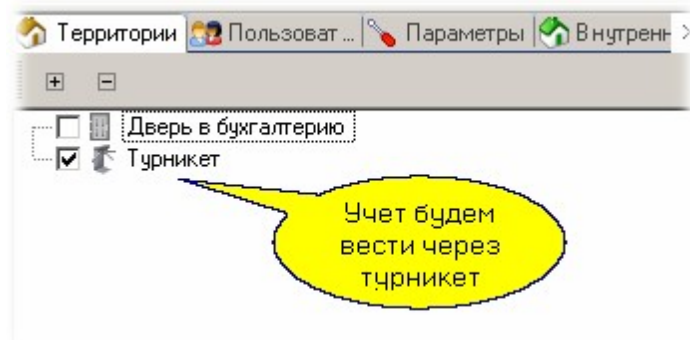 Территории Пользоват ... Параметры Внутренн
Дверь в бухгалтерию
Турникет
Учет будем
вести через
турникет